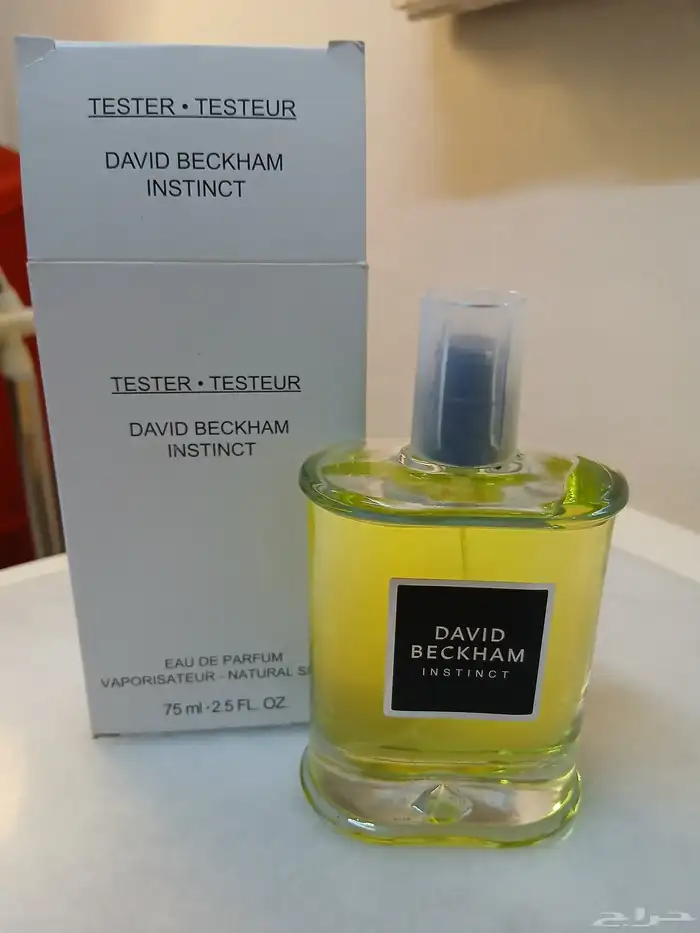 TESTER • TESTEUR
DAVID BECKHAM
INSTINCT
TESTER • TESTEUR
DAVID BECKHAM
INSTINCT
EAU DE PARFUM
VAPORISATEUR - NATURAL
75 ml · 2.5 FL. OZ.
DAVID
BECKHAM
INSTINCT
حراج